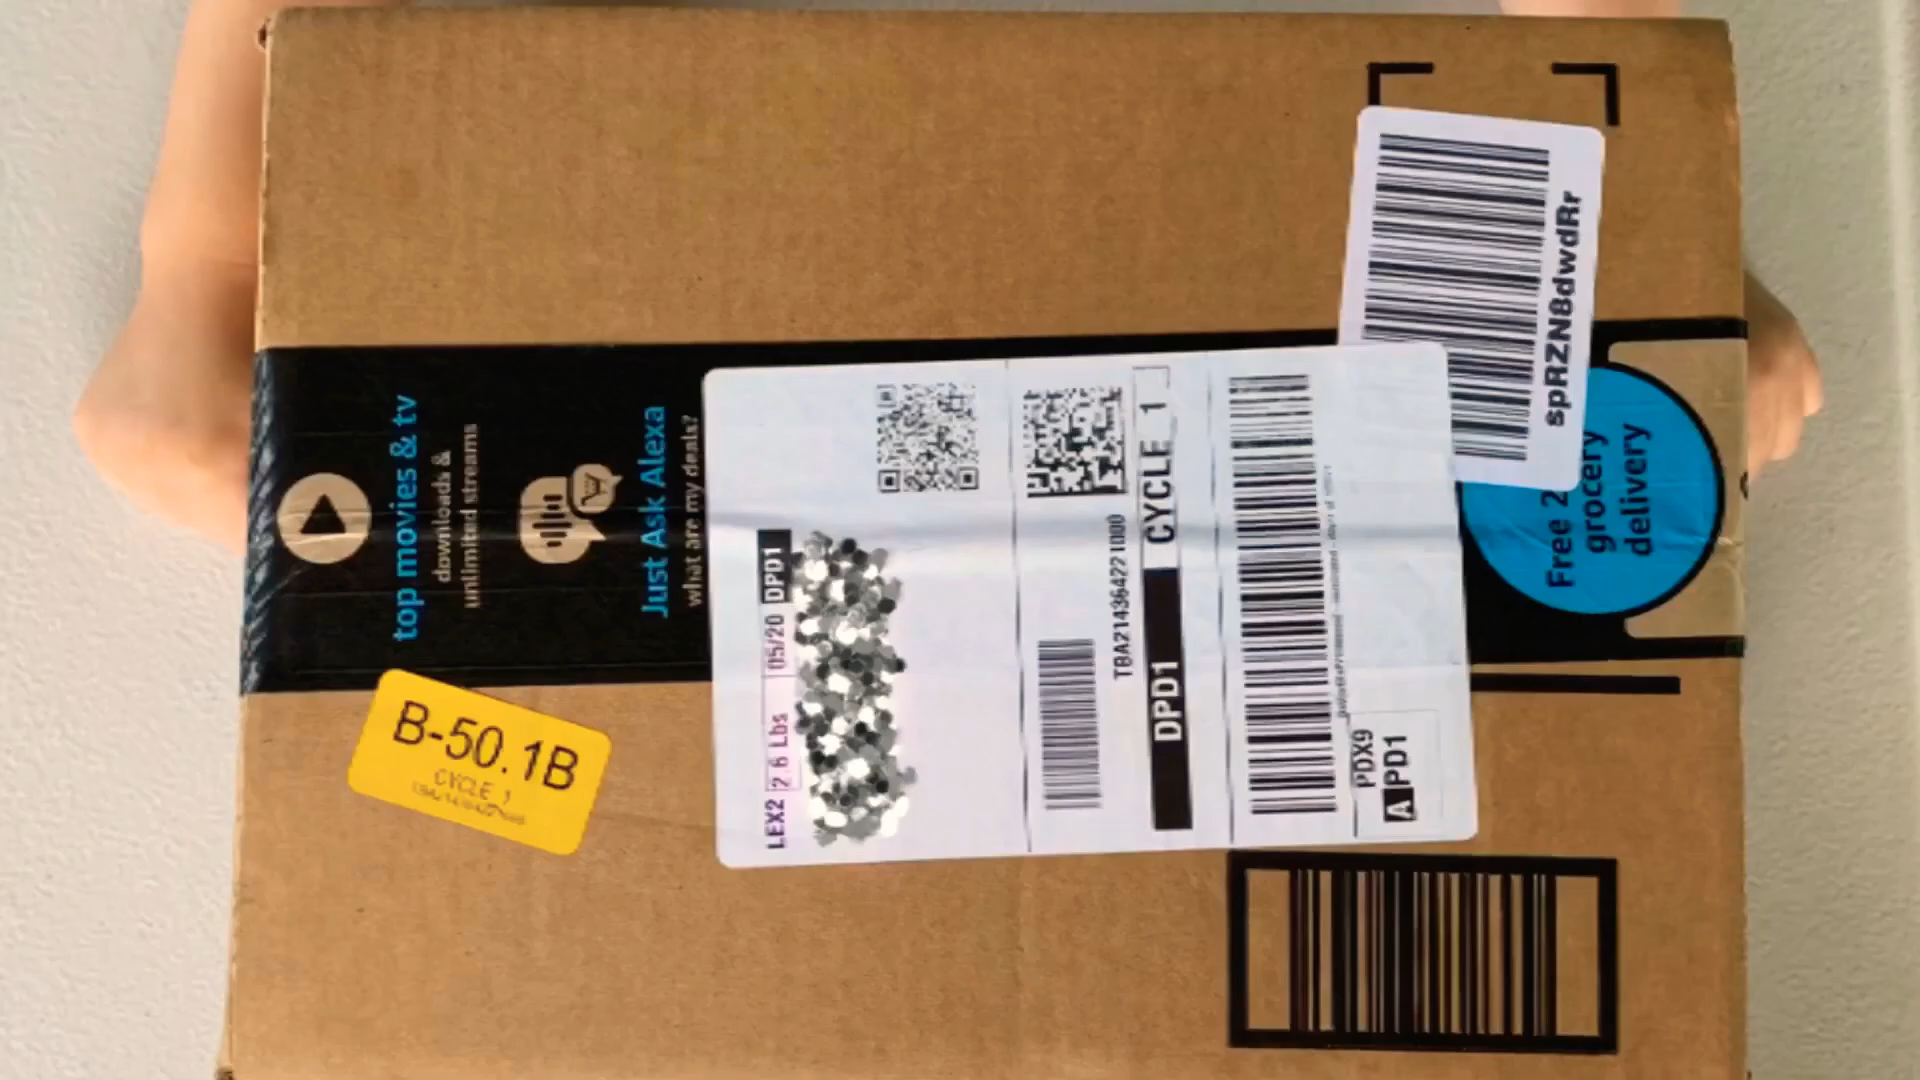 top movies & tv
downloads &
unlimited streams
Just Ask Alexa
what are my deals?
B-50.1B
CYCLE 1
LEX2 2.6 Lbs 05/20 DPD1
TBA214364221000
DPD1 CYCLE 1
PDX9
A PD1
spRZN8dwdRr
Free 2
grocery
delivery